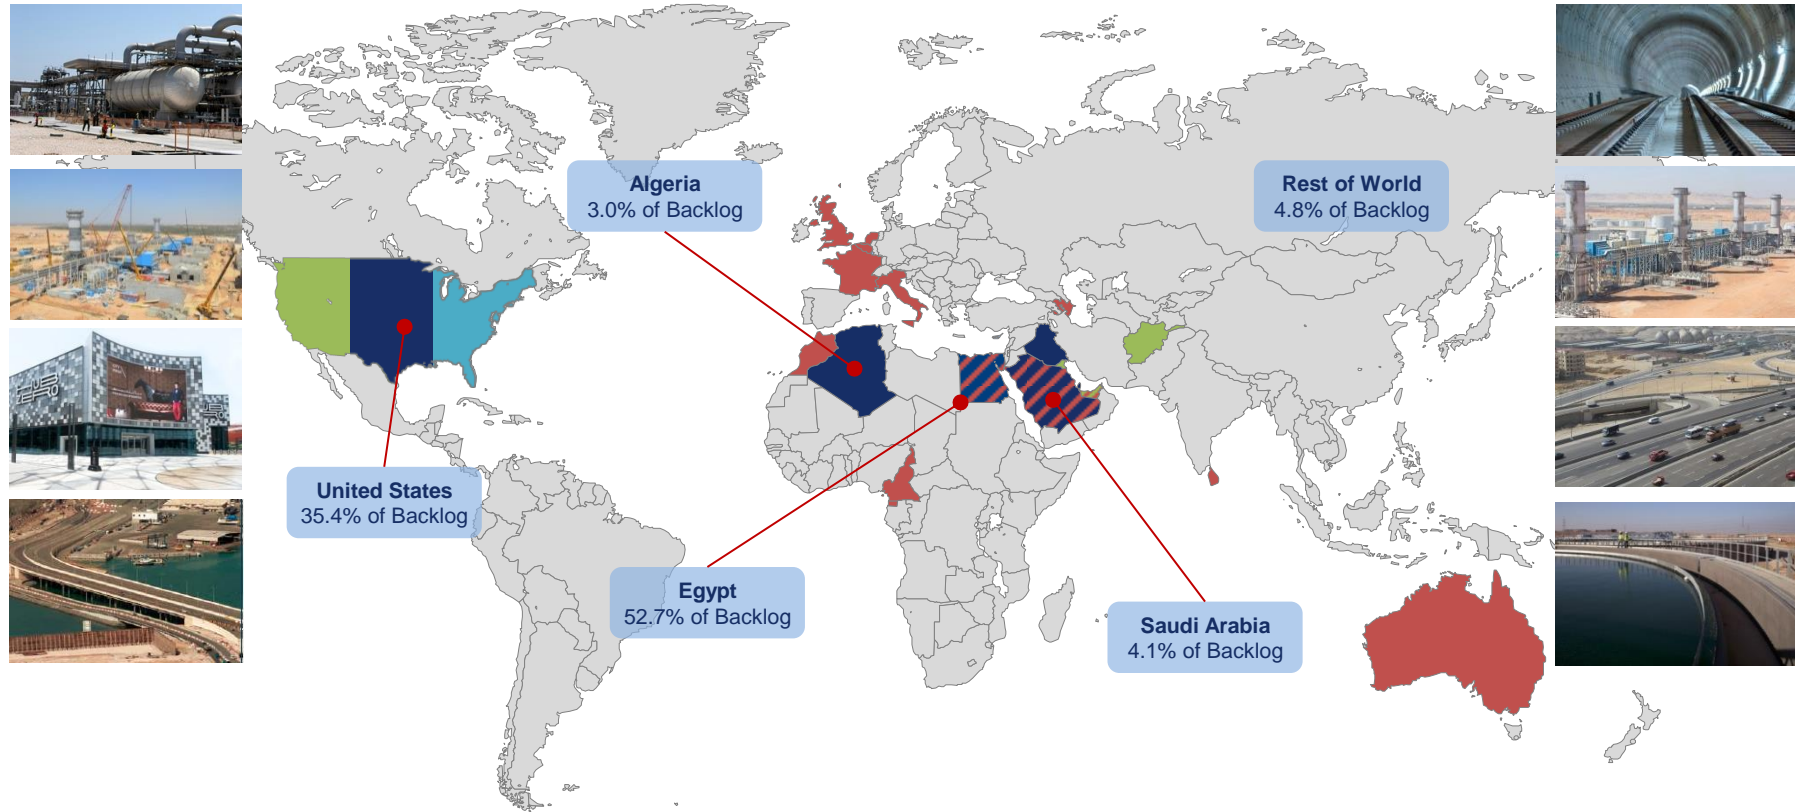 Algeria
3.0% of Backlog
Rest of World
4.8% of Backlog
United States
35.4% of Backlog
Egypt
52.7% of Backlog
Saudi Arabia
4.1% of Backlog